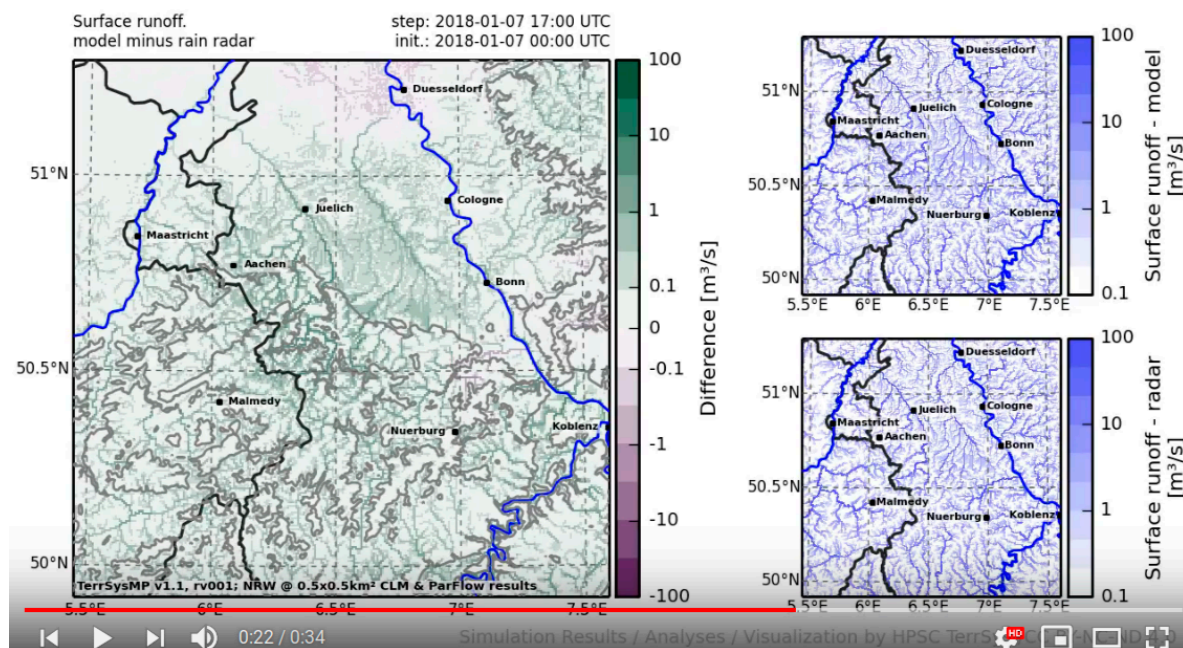 Surface runoff.
model minus rain radar
step: 2018-01-07 17:00 UTC
init.: 2018-01-07 00:00 UTC
Duesseldorf
Cologne
Juelich
Maastricht
Aachen
Bonn
Malmedy
Nuerburg
Koblenz
51°N
50.5°N
50°N
5.5°E
6°E
6.5°E
7°E
7.5°E
TerrSysMP v1.1, rv001; NRW @ 0.5x0.5km² CLM & ParFlow results
100
10
1
0.1
0
-0.1
-1
-10
-100
Difference [m³/s]
Duesseldorf
Cologne
Juelich
Maastricht
Aachen
Bonn
Malmedy
Nuerburg
Koblenz
51°N
50.5°N
50°N
5.5°E
6°E
6.5°E
7°E
7.5°E
100
10
1
0.1
Surface runoff - model
[m³/s]
Duesseldorf
Cologne
Juelich
Maastricht
Aachen
Bonn
Malmedy
Nuerburg
Koblenz
51°N
50.5°N
50°N
5.5°E
6°E
6.5°E
7°E
7.5°E
100
10
1
0.1
Surface runoff - radar
[m³/s]
0:22 / 0:34
Simulation Results / Analyses / Visualization by HPSC
HD